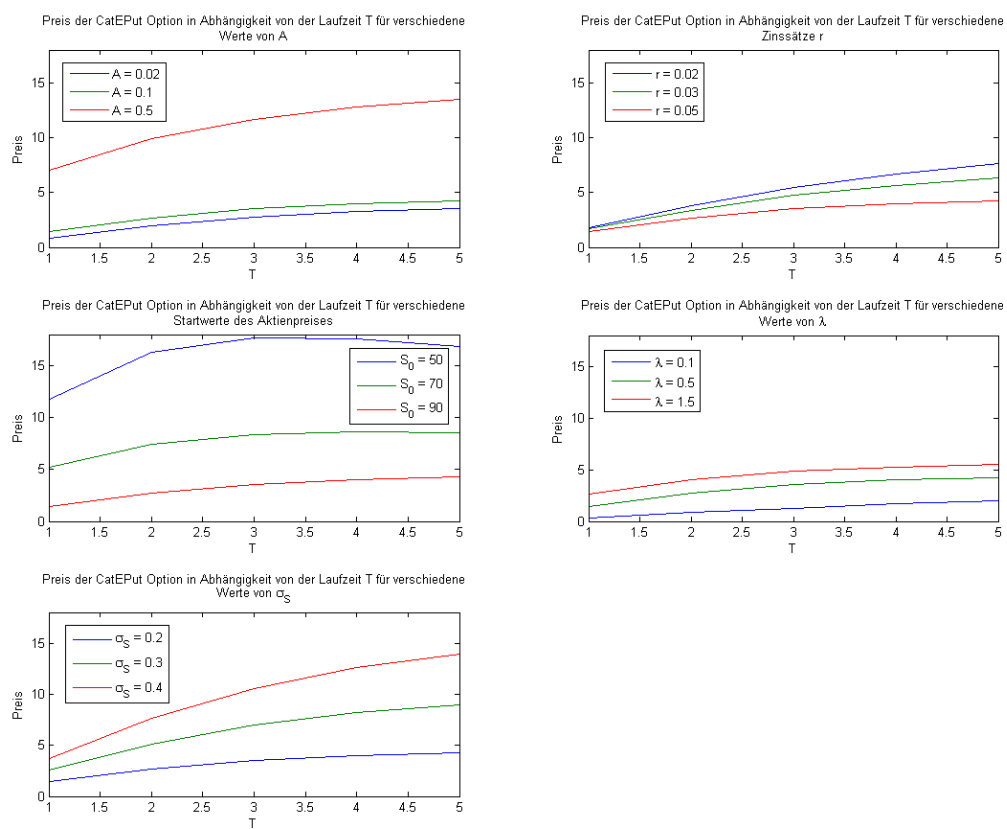 Preis der CatEPut Option in Abhängigkeit von der Laufzeit T für verschiedene
Werte von A
A = 0.02
A = 0.1
A = 0.5
Preis
15
10
5
0
1 1.5 2 2.5 3 3.5 4 4.5 5
T
Preis der CatEPut Option in Abhängigkeit von der Laufzeit T für verschiedene
Zinssätze r
r = 0.02
r = 0.03
r = 0.05
Preis
15
10
5
0
1 1.5 2 2.5 3 3.5 4 4.5 5
T
Preis der CatEPut Option in Abhängigkeit von der Laufzeit T für verschiedene
Startwerte des Aktienpreises
S₀ = 50
S₀ = 70
S₀ = 90
Preis
15
10
5
0
1 1.5 2 2.5 3 3.5 4 4.5 5
T
Preis der CatEPut Option in Abhängigkeit von der Laufzeit T für verschiedene
Werte von λ
λ = 0.1
λ = 0.5
λ = 1.5
Preis
15
10
5
0
1 1.5 2 2.5 3 3.5 4 4.5 5
T
Preis der CatEPut Option in Abhängigkeit von der Laufzeit T für verschiedene
Werte von σ_S
σ_S = 0.2
σ_S = 0.3
σ_S = 0.4
Preis
15
10
5
0
1 1.5 2 2.5 3 3.5 4 4.5 5
T